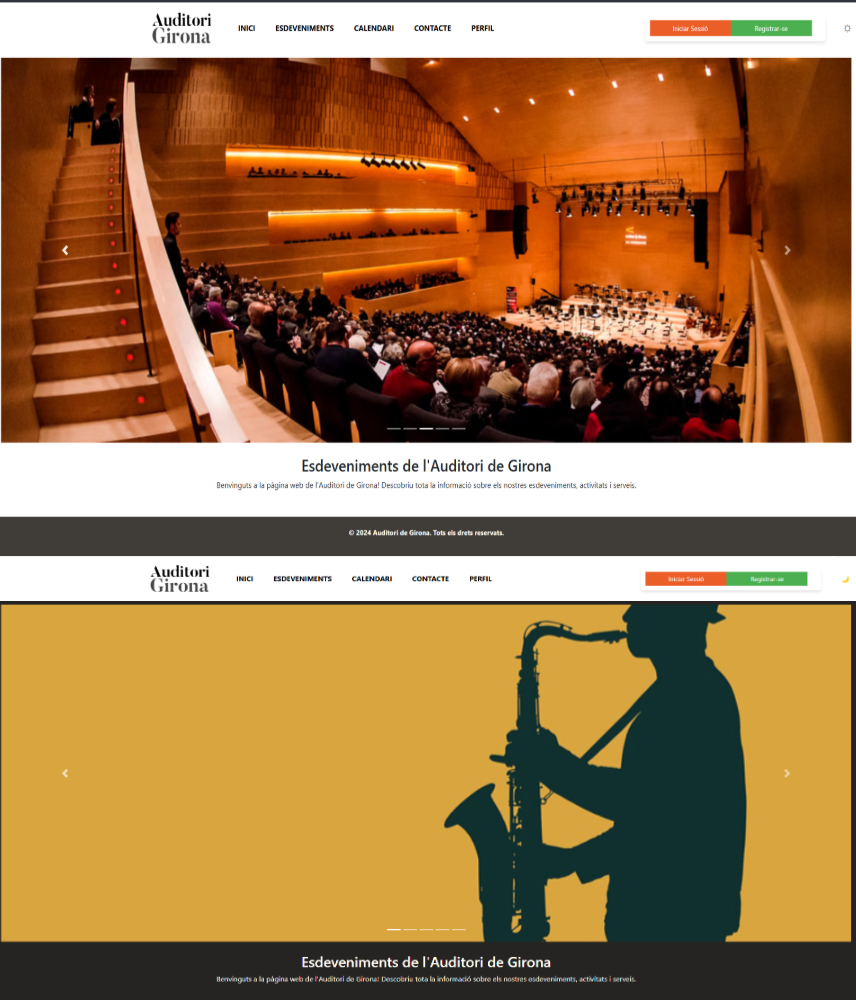 Auditori
Girona
INICI
ESDEVENIMENTS
CALENDARI
CONTACTE
PERFIL
Iniciar Sessió
Registrar-se
Esdeveniments de l'Auditori de Girona
Benvinguts a la pàgina web de l'Auditori de Girona! Descobriu tota la informació sobre els nostres esdeveniments, activitats i serveis.
© 2024 Auditori de Girona. Tots els drets reservats.
Auditori
Girona
INICI
ESDEVENIMENTS
CALENDARI
CONTACTE
PERFIL
Iniciar Sessió
Registrar-se
Esdeveniments de l'Auditori de Girona
Benvinguts a la pàgina web de l'Auditori de Girona! Descobriu tota la informació sobre els nostres esdeveniments, activitats i serveis.